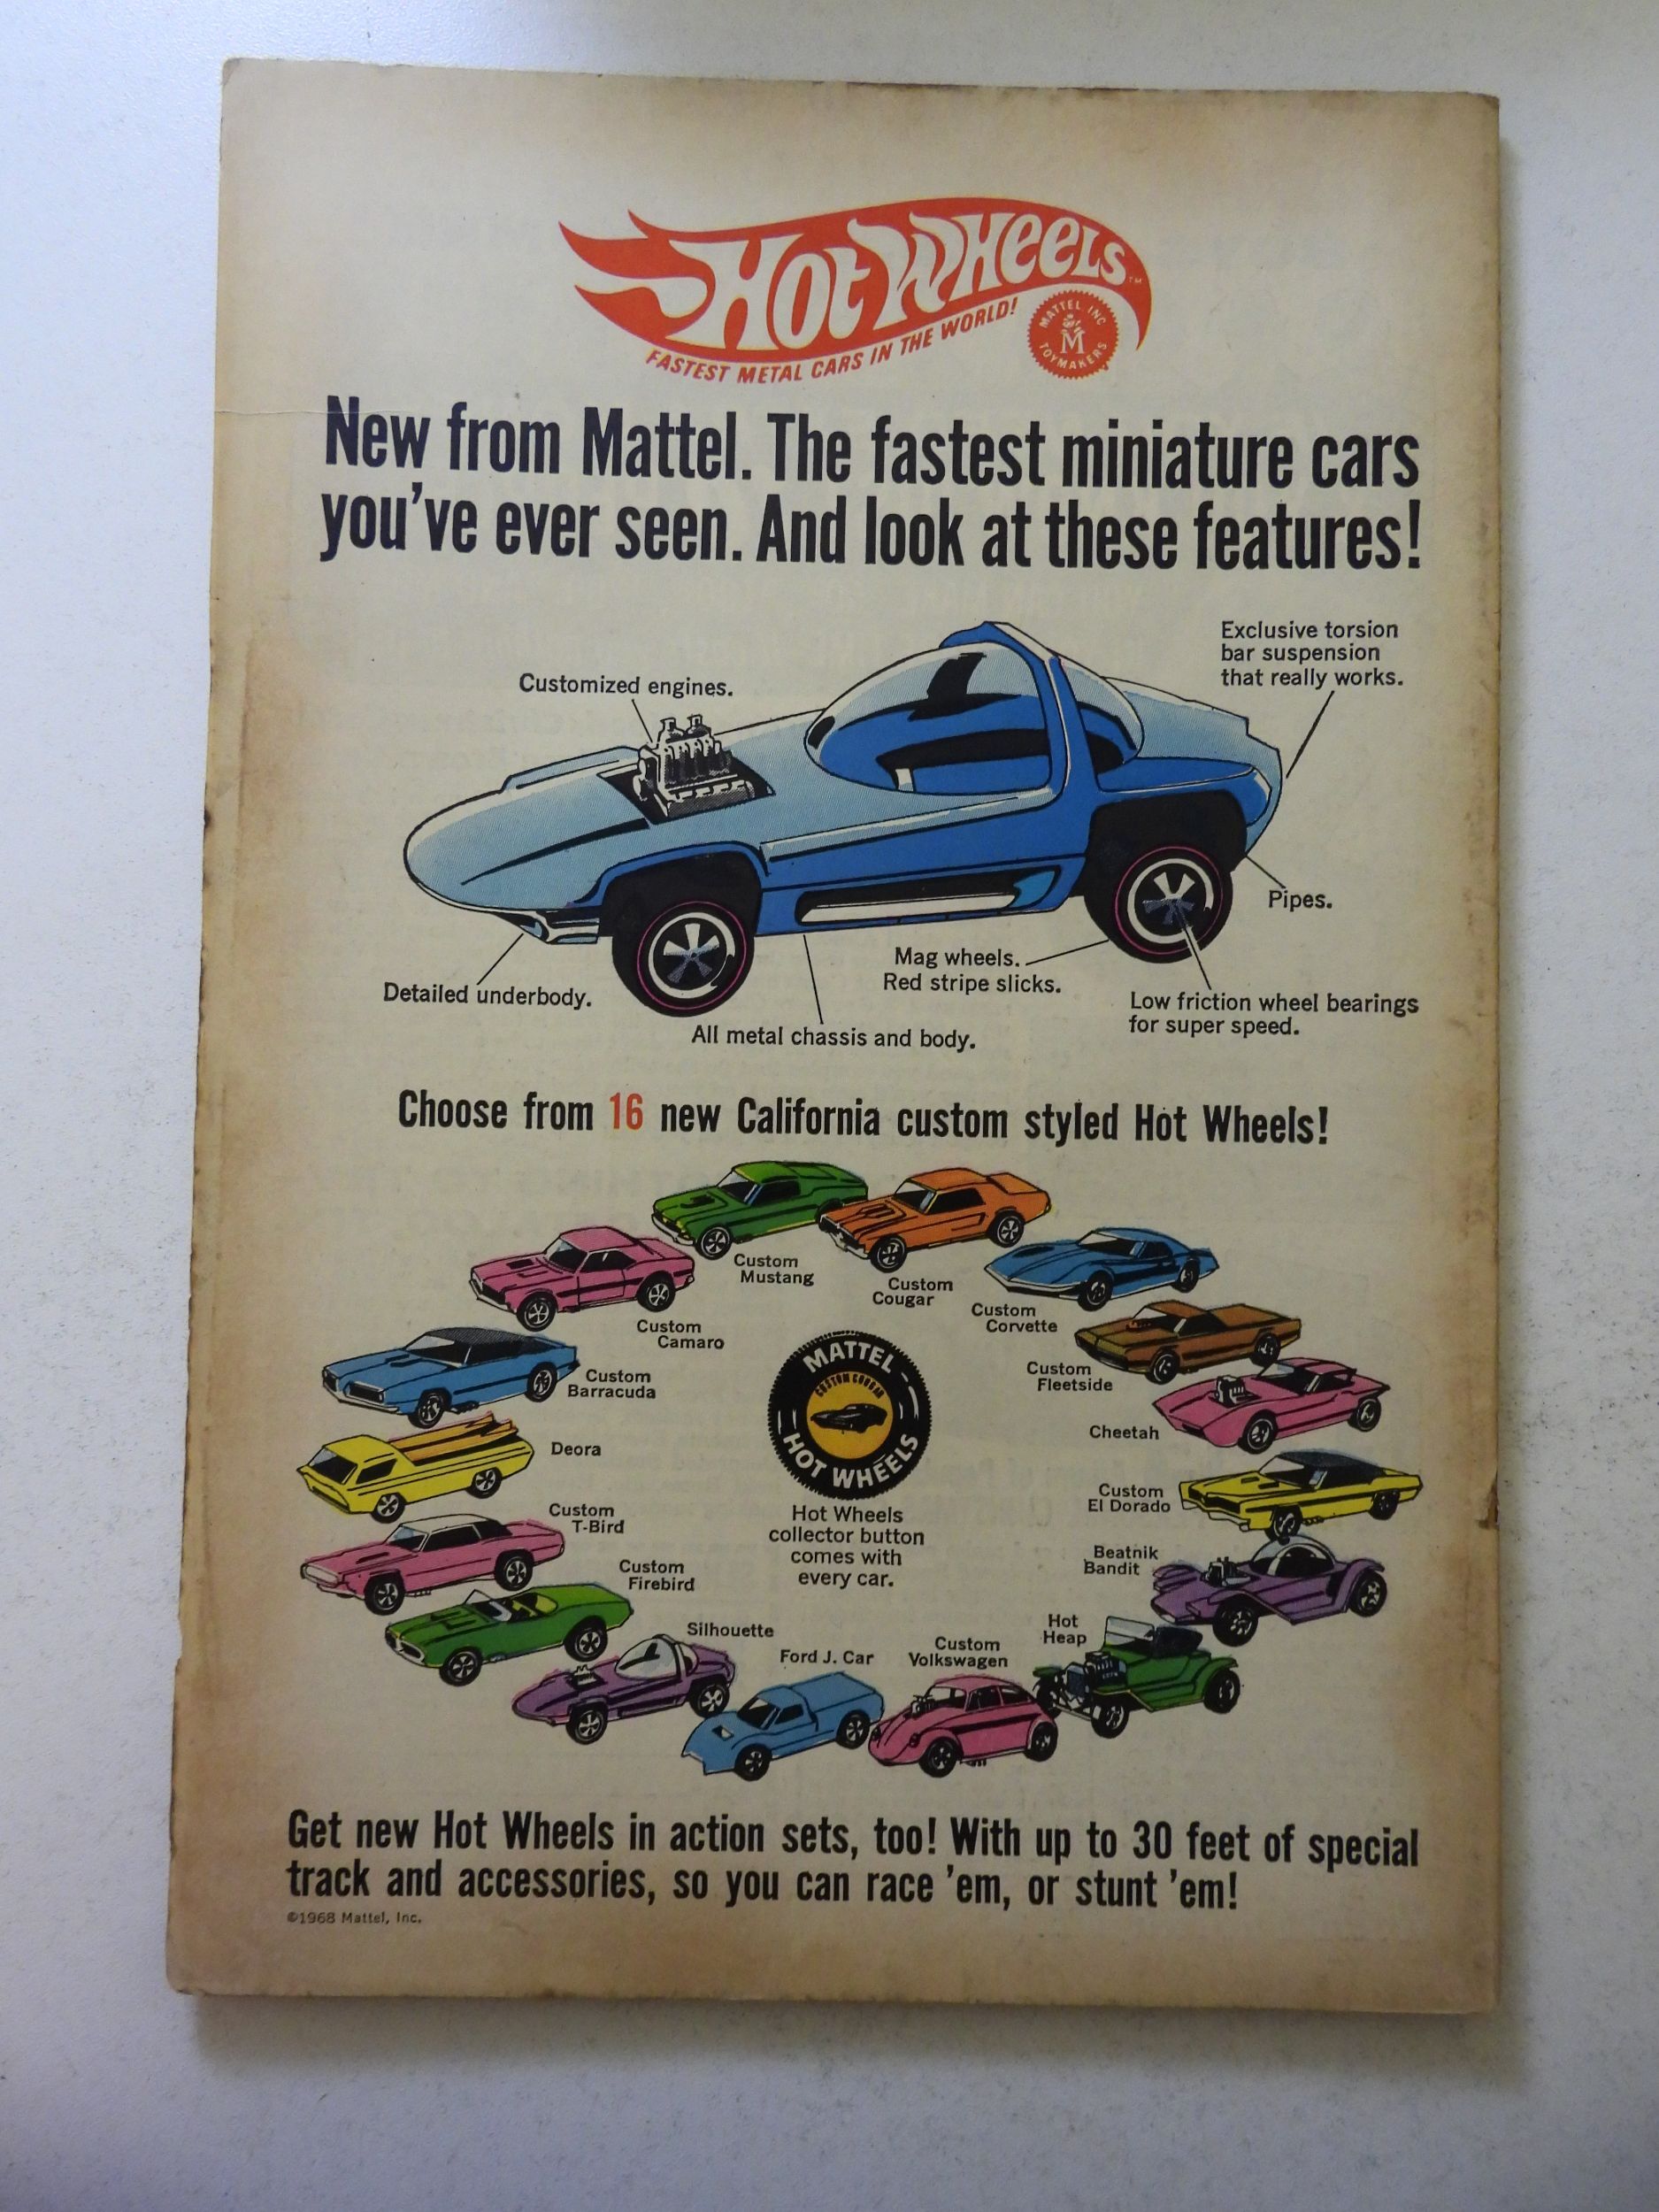 Hot Wheels™
FASTEST METAL CARS IN THE WORLD!
MATTEL INC
M
TOYMAKERS
New from Mattel. The fastest miniature cars
you've ever seen. And look at these features!
Exclusive torsion
bar suspension
that really works.
Customized engines.
Pipes.
Mag wheels.
Red stripe slicks.
Detailed underbody.
Low friction wheel bearings
for super speed.
All metal chassis and body.
Choose from 16 new California custom styled Hot Wheels!
Custom
Mustang
Custom
Cougar
Custom
Corvette
Custom
Camaro
Custom
Fleetside
Custom
Barracuda
Cheetah
Deora
Custom
El Dorado
Custom
T-Bird
Beatnik
Bandit
Custom
Firebird
Hot
Heap
Silhouette
Ford J. Car
Custom
Volkswagen
MATTEL
CUSTOM COUGAR
HOT WHEELS
Hot Wheels
collector button
comes with
every car.
Get new Hot Wheels in action sets, too! With up to 30 feet of special
track and accessories, so you can race 'em, or stunt 'em!
©1968 Mattel, Inc.